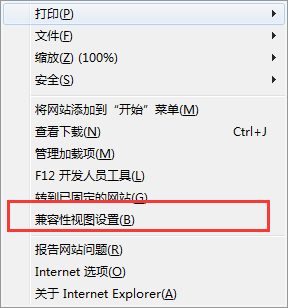 打印(P)
文件(F)
缩放(Z) (100%)
安全(S)
将网站添加到“开始”菜单(M)
查看下载(N) Ctrl+J
管理加载项(M)
F12 开发人员工具(L)
转到已固定的网站(G)
兼容性视图设置(B)
报告网站问题(R)
Internet 选项(O)
关于 Internet Explorer(A)